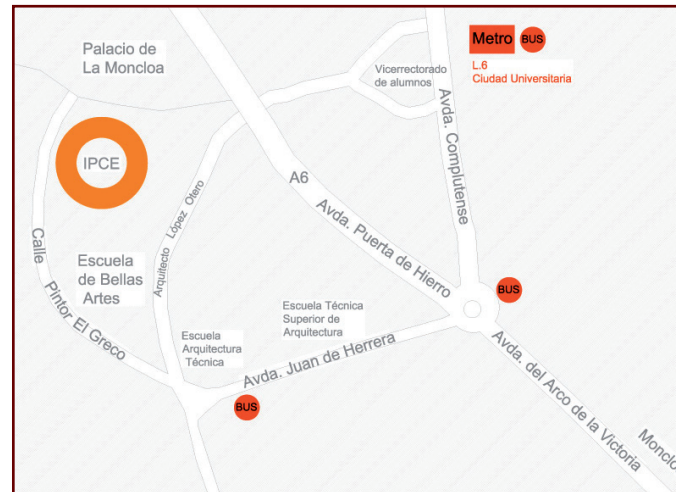 Palacio de
La Moncloa
Metro
BUS
L.6
Ciudad Universitaria
Vicerrectorado
de alumnos
Avda. Complutense
IPCE
A6
Avda. Puerta de Hierro
Arquitecto López Otero
Calle Pintor El Greco
Escuela
de Bellas
Artes
BUS
Escuela Técnica
Superior de
Arquitectura
Escuela
Arquitectura
Técnica
Avda. Juan de Herrera
BUS
Avda. del Arco de la Victoria